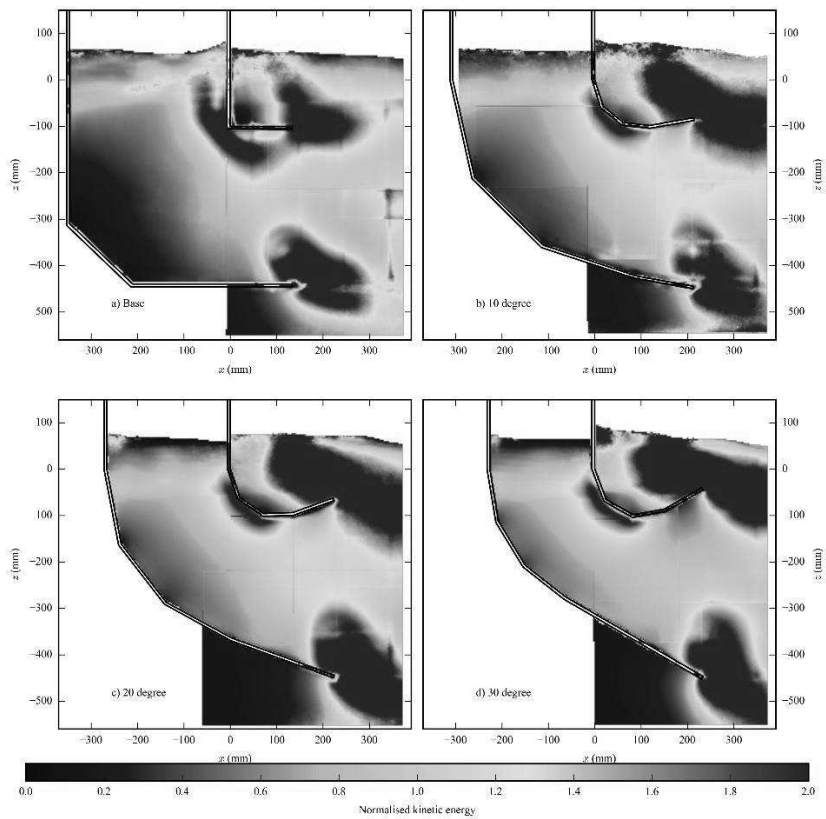 100
0
−100
−200
−300
−400
500
z (mm)
a) Base
300 200 100 0 100 200 300
x (mm)
100
0
−100
−200
−300
−400
500
z (mm)
b) 10 degree
300 200 100 0 100 200 300
x (mm)
100
0
−100
−200
−300
−400
−500
z (mm)
c) 20 degree
−300 −200 −100 0 100 200 300
x (mm)
100
0
−100
−200
−300
−400
−500
z (mm)
d) 30 degree
−300 −200 −100 0 100 200 300
x (mm)
0.0 0.2 0.4 0.6 0.8 1.0 1.2 1.4 1.6 1.8 2.0
Normalised kinetic energy